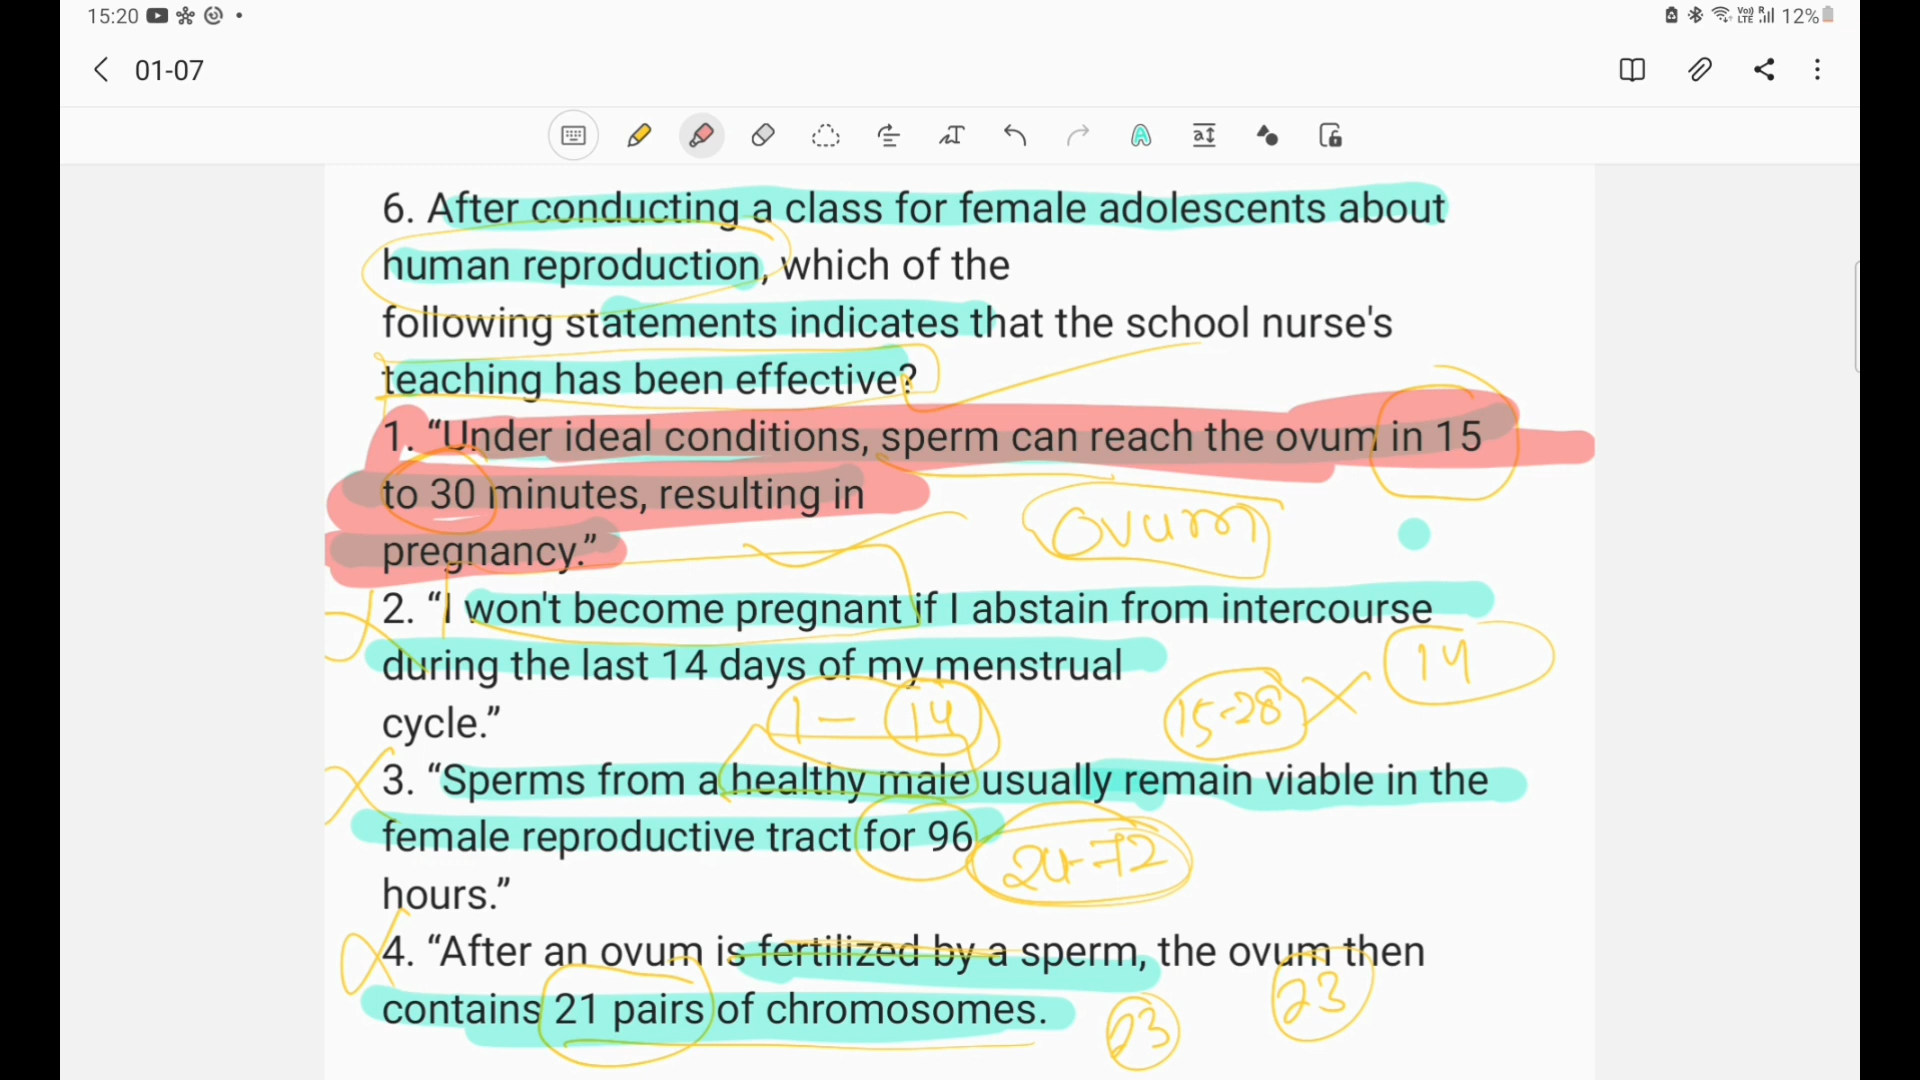 15:20
Vo) LTE R 12%
01-07
6. After conducting a class for female adolescents about
human reproduction, which of the
following statements indicates that the school nurse's
teaching has been effective?
1. “Under ideal conditions, sperm can reach the ovum in 15
to 30 minutes, resulting in
ovum
pregnancy.”
2. “I won't become pregnant if I abstain from intercourse
during the last 14 days of my menstrual
14
1 - 14
15-28
cycle.”
3. “Sperms from a healthy male usually remain viable in the
female reproductive tract for 96
24-72
hours.”
4. “After an ovum is fertilized by a sperm, the ovum then
contains 21 pairs of chromosomes.
23
23